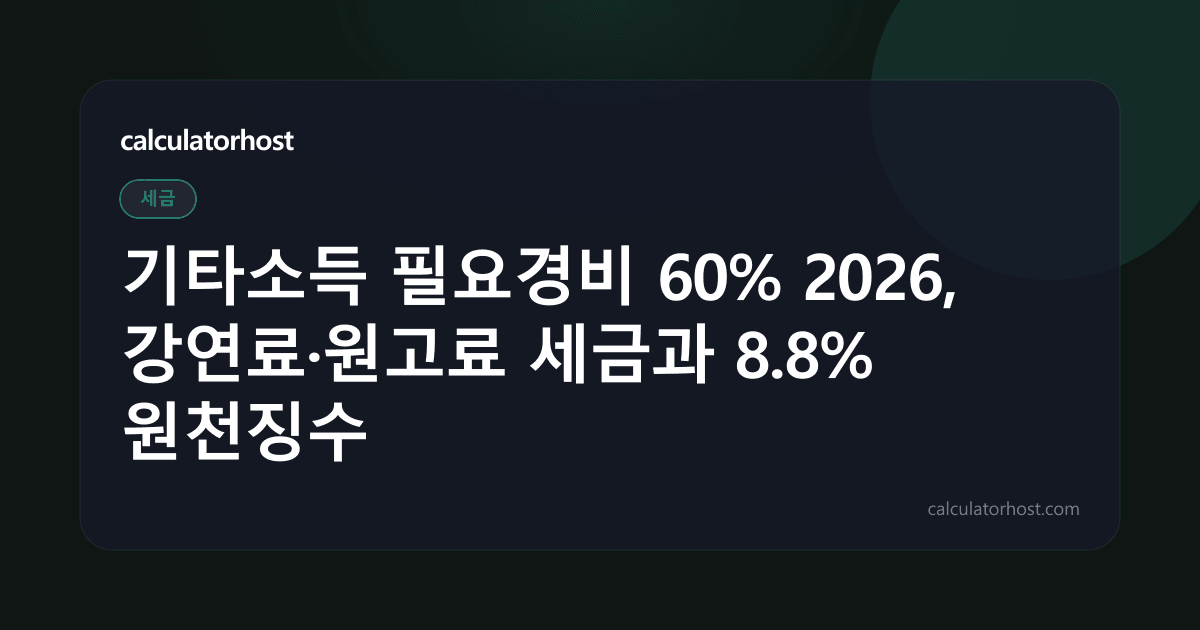 calculatorhost
세금
기타소득 필요경비 60% 2026,
강연료·원고료 세금과 8.8%
원천징수
calculatorhost.com